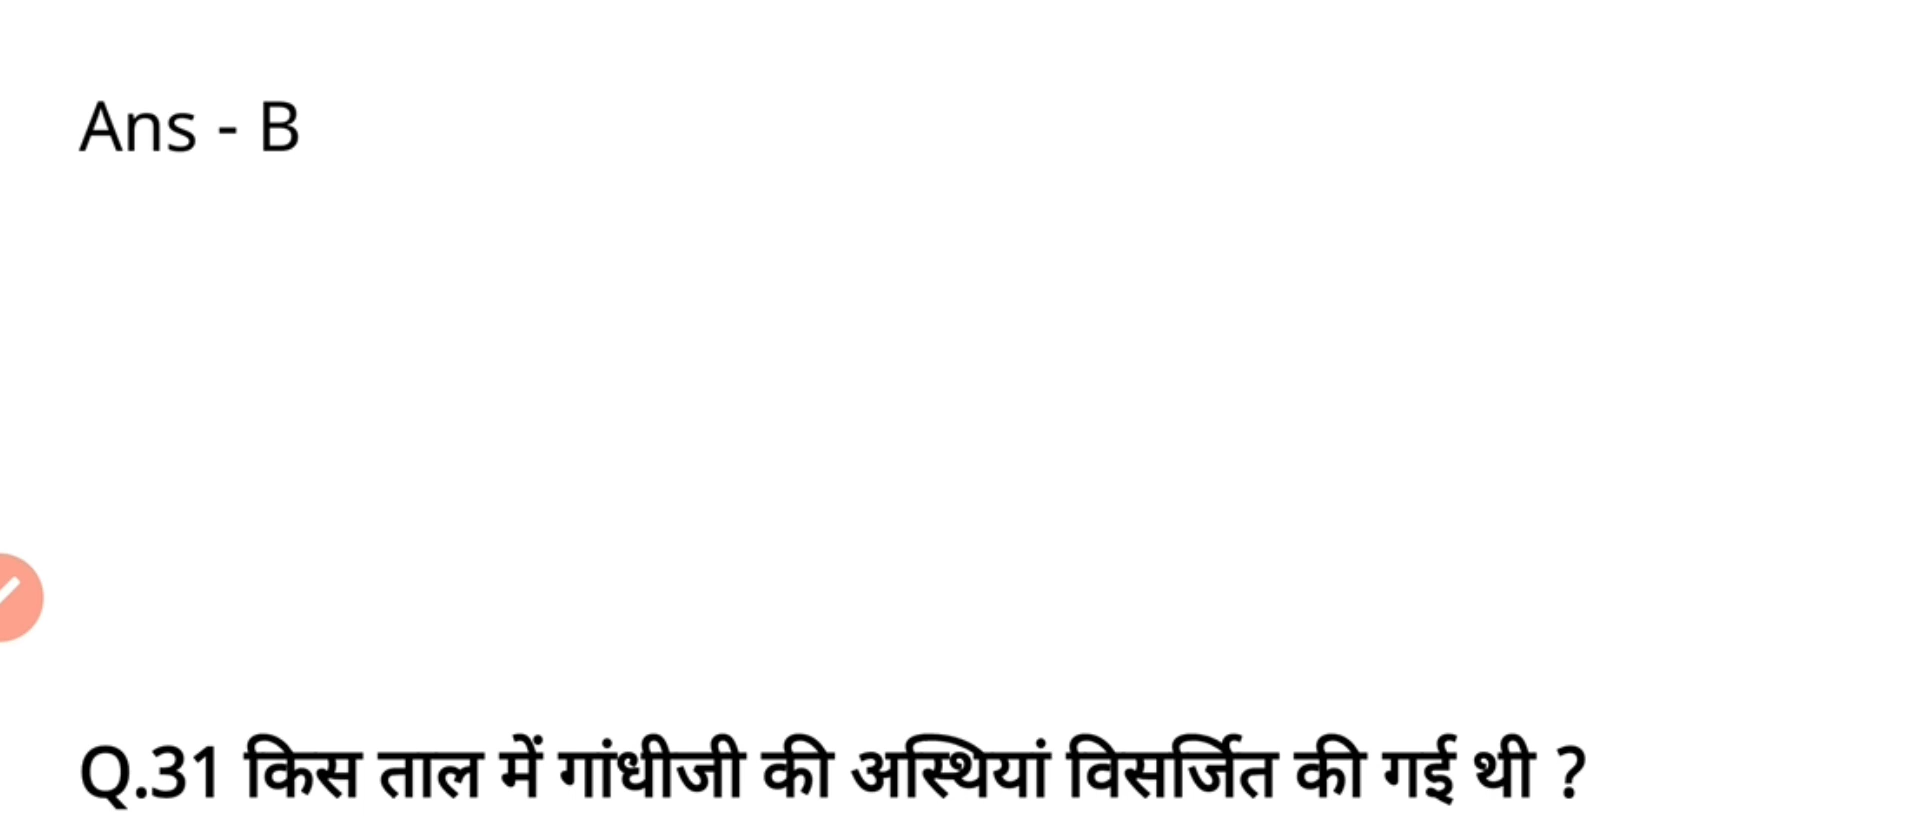 Ans - B
Q.31 किस ताल में गांधीजी की अस्थियां विसर्जित की गई थी ?